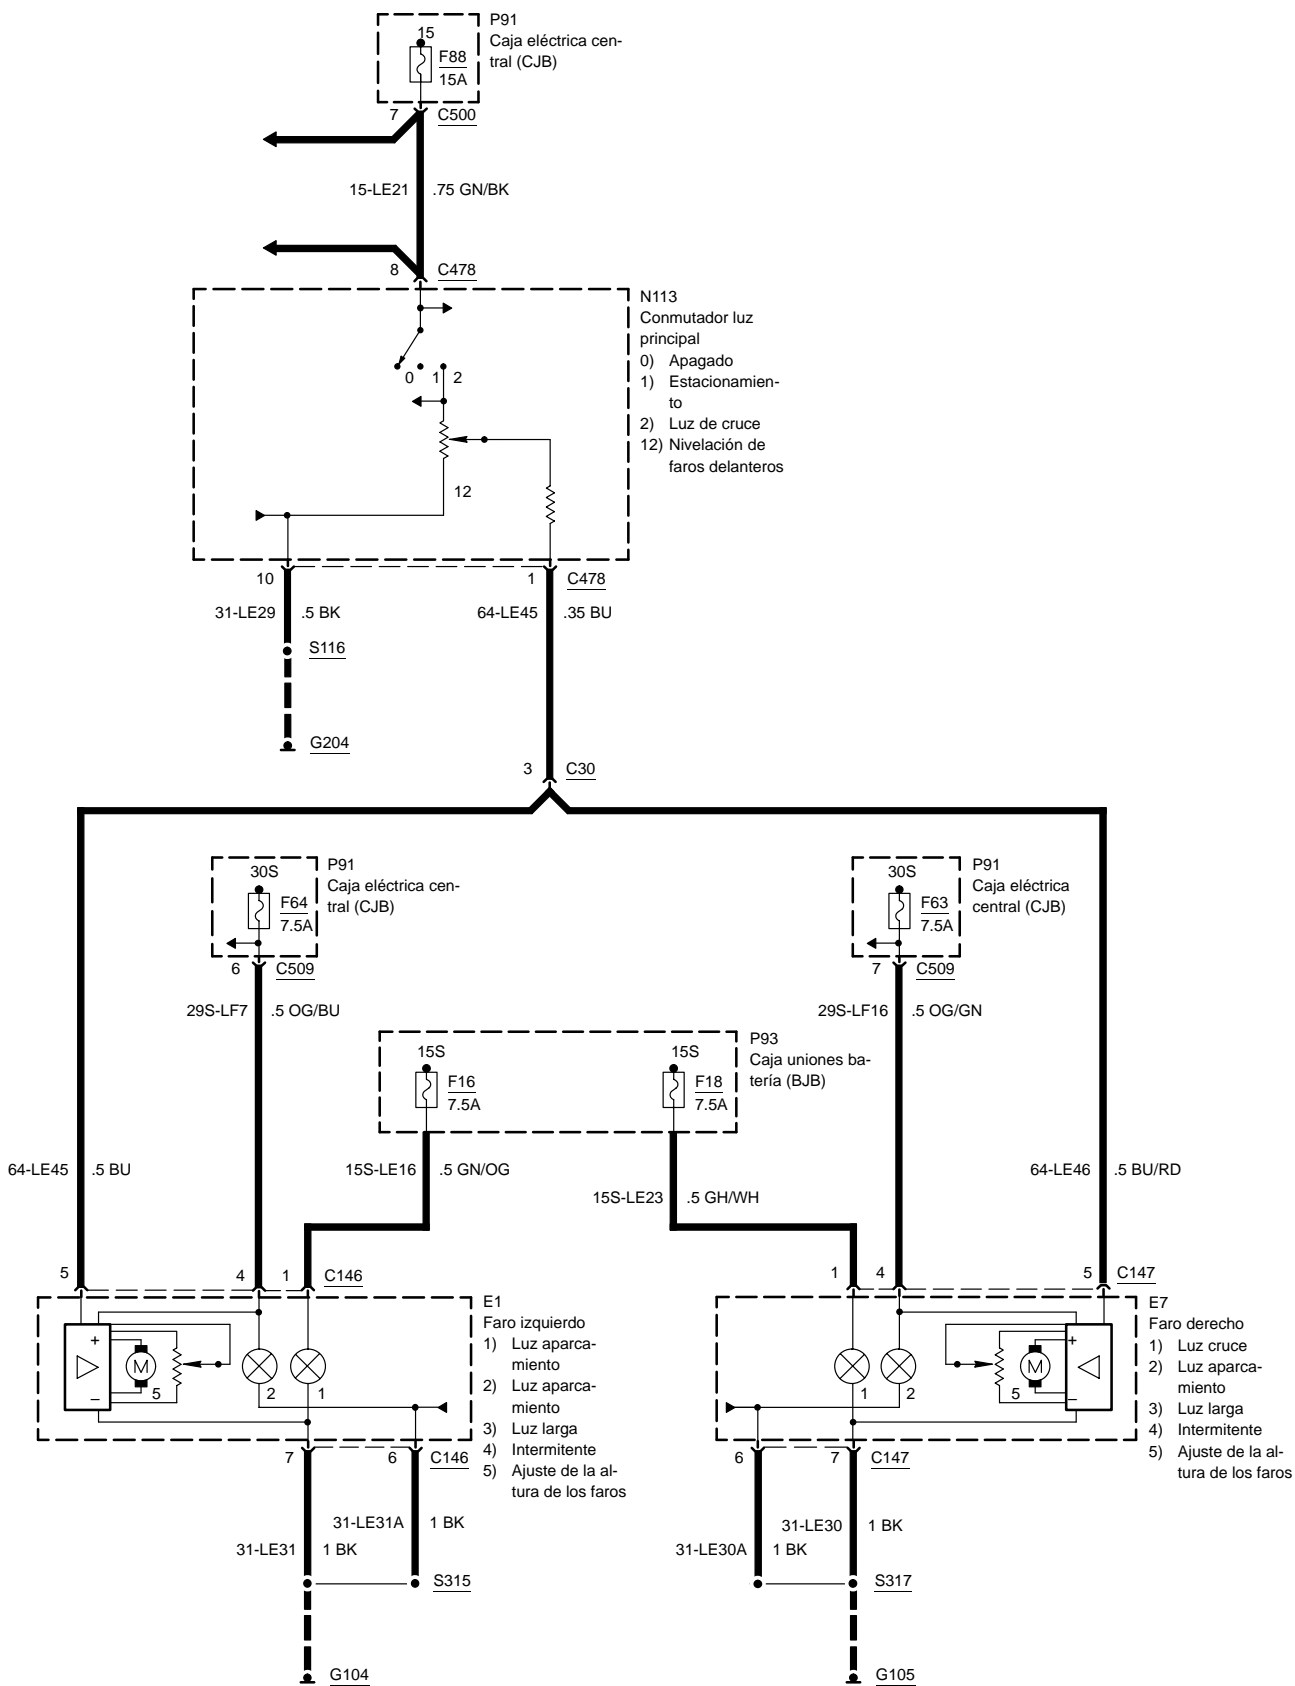 15
F88
15A
P91
Caja eléctrica cen-
tral (CJB)
7
C500
15-LE21
.75 GN/BK
8
C478
0
1
2
12
N113
Conmutador luz
principal
0) Apagado
1) Estacionamien-
to
2) Luz de cruce
12) Nivelación de
faros delanteros
10
1
C478
31-LE29
.5 BK
64-LE45
.35 BU
S116
G204
3
C30
30S
F64
7.5A
P91
Caja eléctrica cen-
tral (CJB)
30S
F63
7.5A
P91
Caja eléctrica
central (CJB)
6
C509
7
C509
29S-LF7
.5 OG/BU
29S-LF16
.5 OG/GN
15S
F16
7.5A
15S
F18
7.5A
P93
Caja uniones ba-
tería (BJB)
64-LE45
.5 BU
15S-LE16
.5 GN/OG
15S-LE23
.5 GH/WH
64-LE46
.5 BU/RD
5
4
1
C146
1
4
5
C147
+
M
–
5
2
1
E1
Faro izquierdo
1) Luz aparca-
miento
2) Luz aparca-
miento
3) Luz larga
4) Intermitente
5) Ajuste de la al-
tura de los faros
1
2
5
M
+
–
E7
Faro derecho
1) Luz cruce
2) Luz aparca-
miento
3) Luz larga
4) Intermitente
5) Ajuste de la al-
tura de los faros
7
6
C146
6
7
C147
31-LE31A
1 BK
31-LE31
1 BK
31-LE30
1 BK
31-LE30A
1 BK
S315
S317
G104
G105